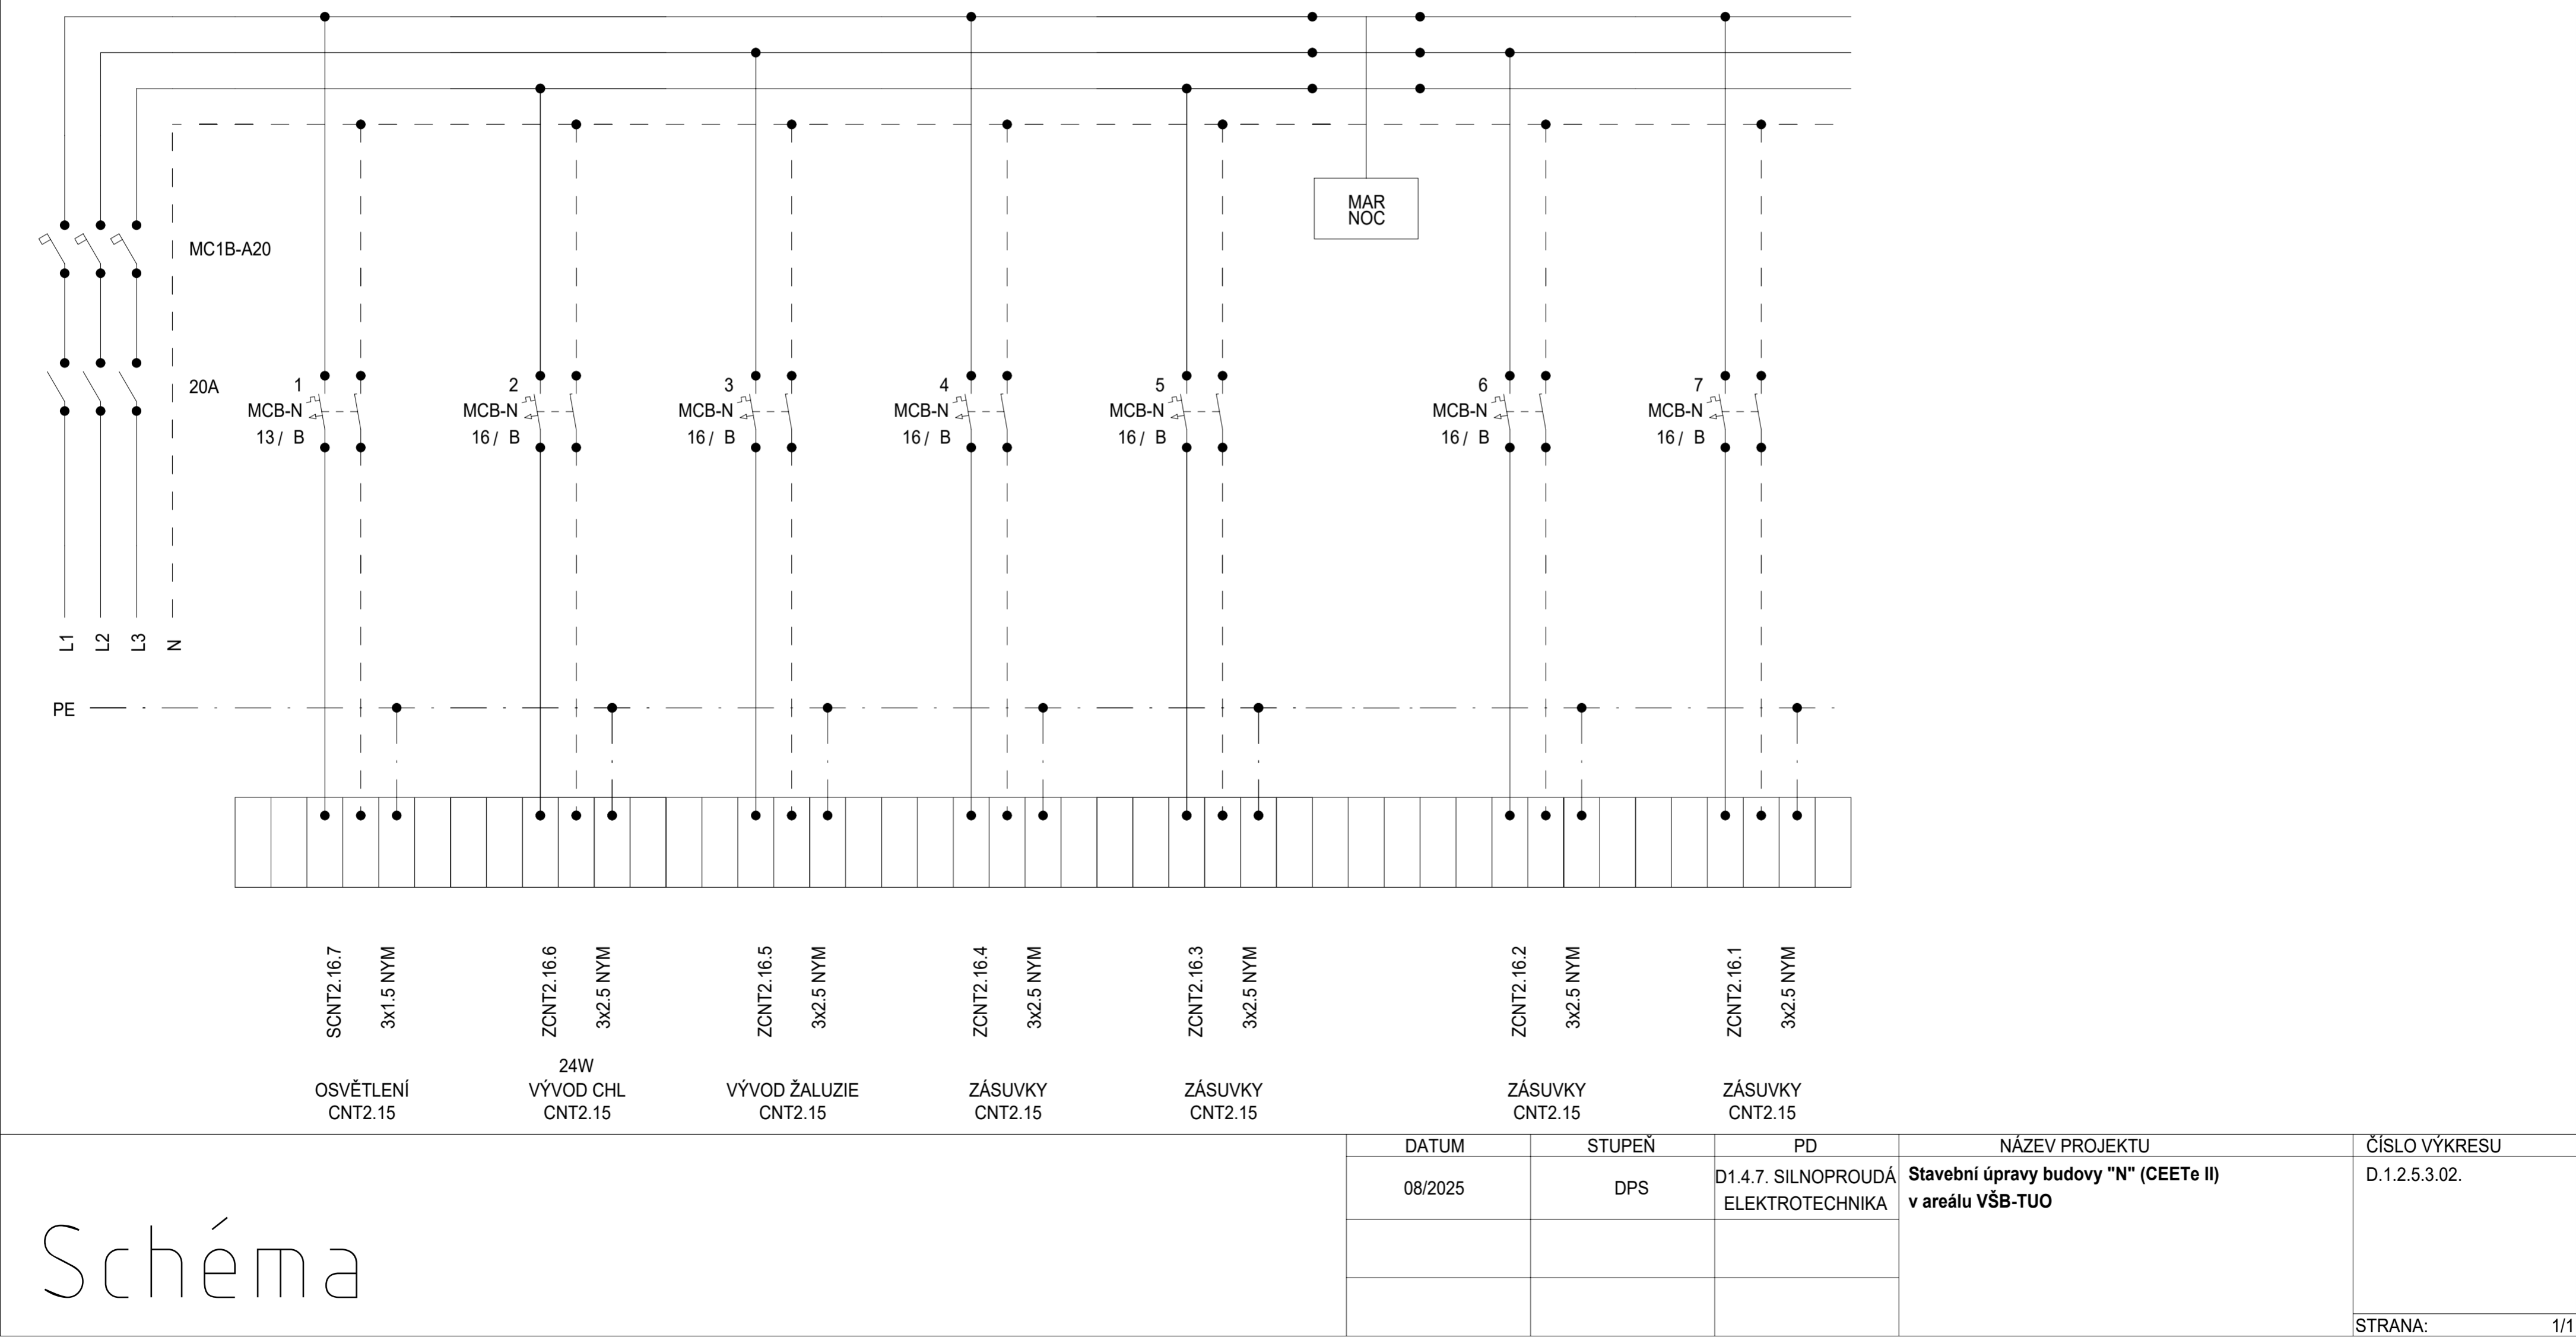 MAR
NOC
MC1B-A20
20A
1
MCB-N
13/ B
2
MCB-N
16/ B
3
MCB-N
16/ B
4
MCB-N
16/ B
5
MCB-N
16/ B
6
MCB-N
16/ B
7
MCB-N
16/ B
L1
L2
L3
N
PE
SCNT2.16.7
3x1.5 NYM
OSVĚTLENÍ
CNT2.15
ZCNT2.16.6
3x2.5 NYM
24W
VÝVOD CHL
CNT2.15
ZCNT2.16.5
3x2.5 NYM
VÝVOD ŽALUZIE
CNT2.15
ZCNT2.16.4
3x2.5 NYM
ZÁSUVKY
CNT2.15
ZCNT2.16.3
3x2.5 NYM
ZÁSUVKY
CNT2.15
ZCNT2.16.2
3x2.5 NYM
ZÁSUVKY
CNT2.15
ZCNT2.16.1
3x2.5 NYM
ZÁSUVKY
CNT2.15
Schéma
DATUM
08/2025
STUPEŇ
DPS
PD
D1.4.7. SILNOPROUDÁ
ELEKTROTECHNIKA
NÁZEV PROJEKTU
Stavební úpravy budovy "N" (CEETe II)
v areálu VŠB-TUO
ČÍSLO VÝKRESU
D.1.2.5.3.02.
STRANA: 1/1